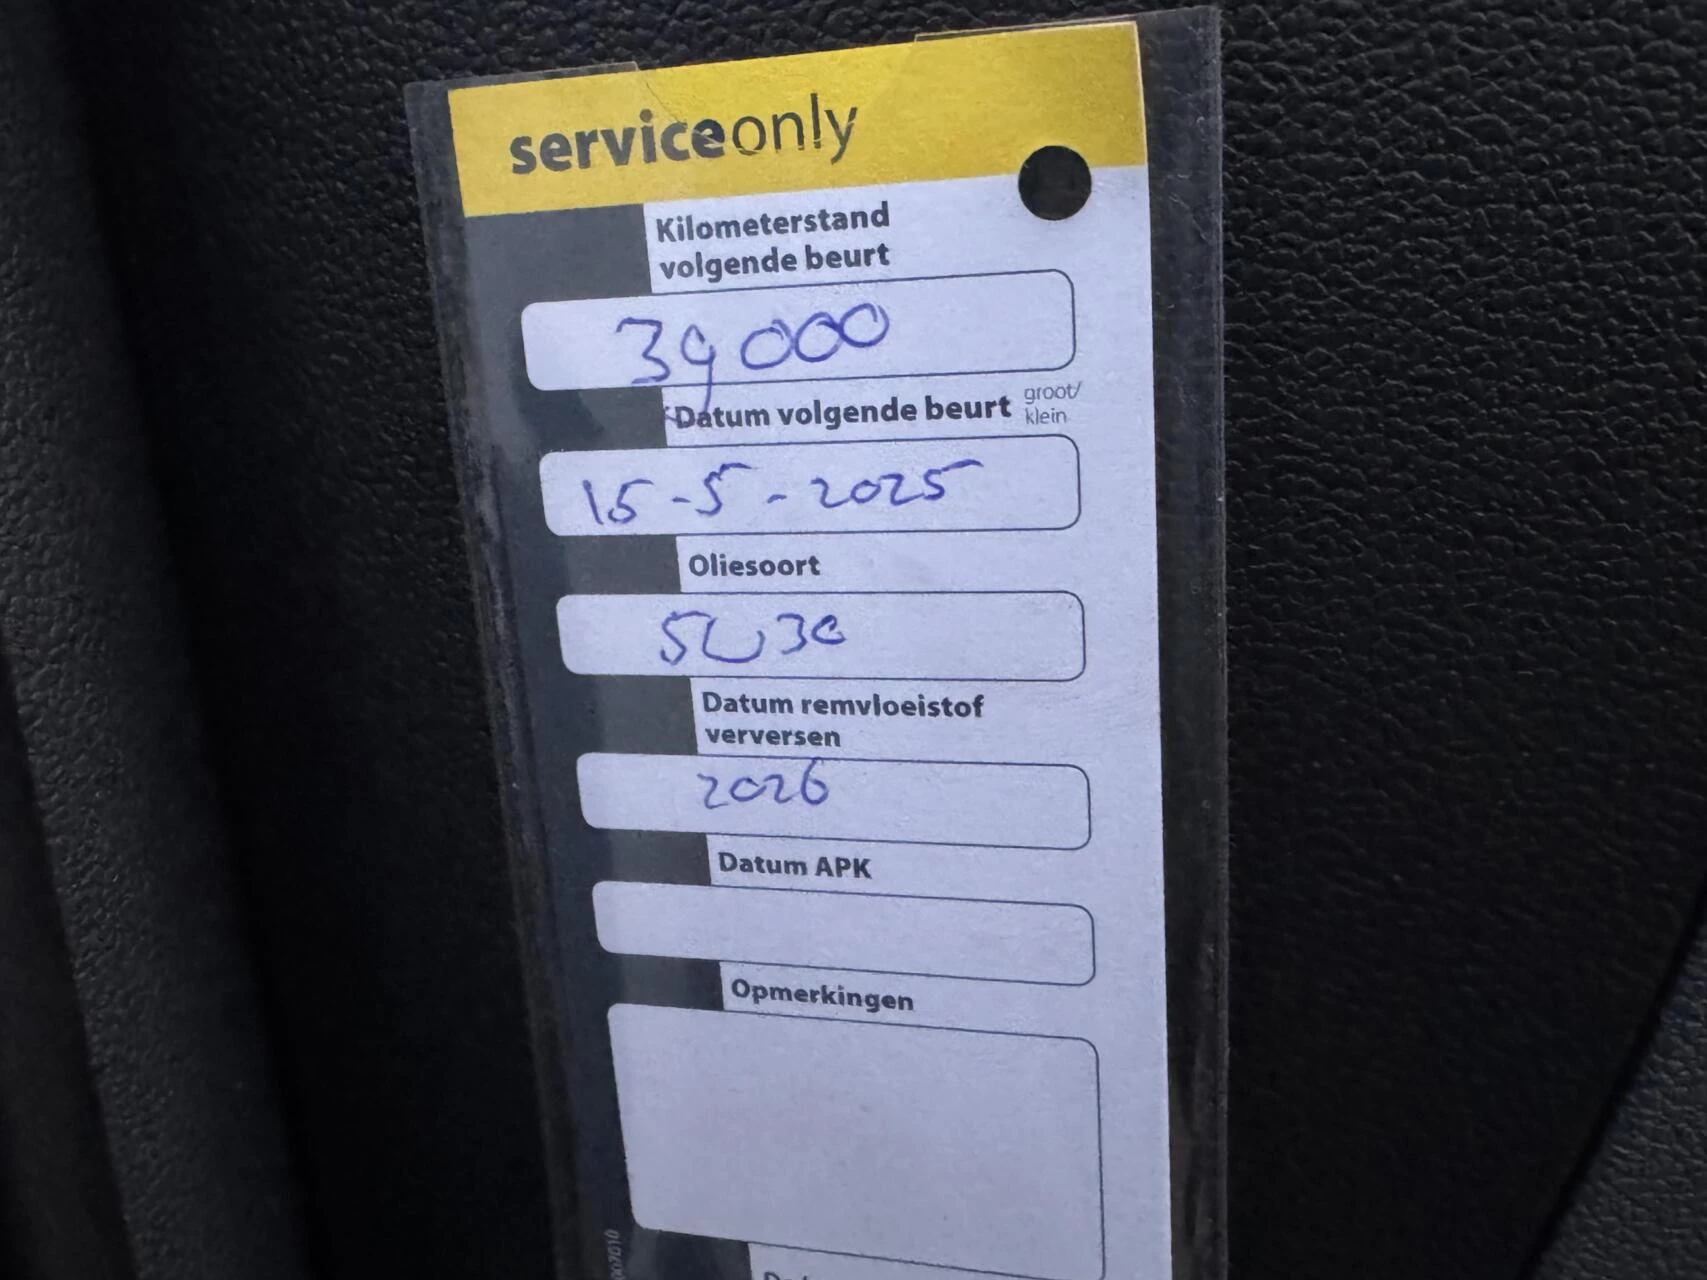 serviceonly
Kilometerstand
volgende beurt
39000
Datum volgende beurt groot/
klein
15-5-2025
Oliesoort
5W30
Datum remvloeistof
verversen
2026
Datum APK
Opmerkingen